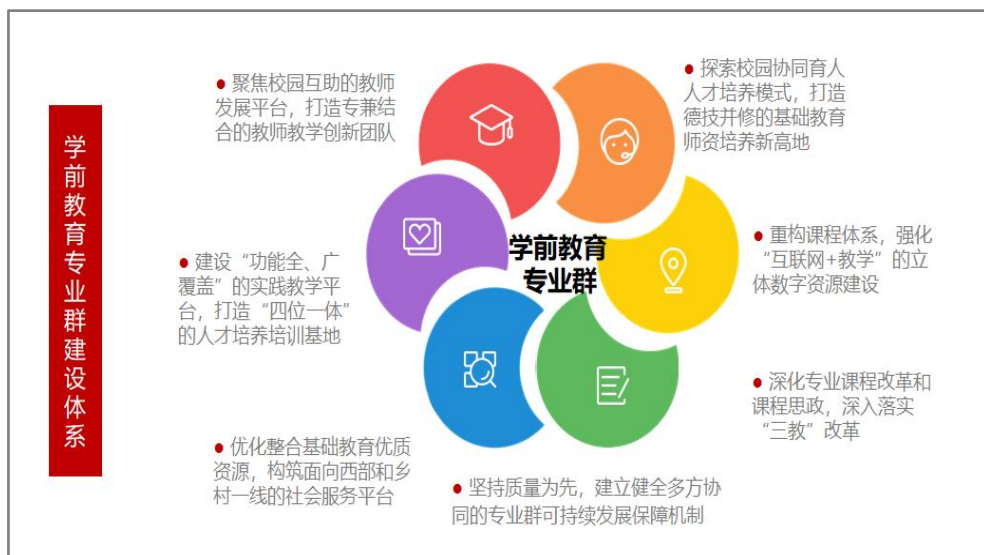 学前教育专业群建设体系
● 聚焦校园互助的教师
发展平台，打造专兼结
合的教师教学创新团队
● 探索校园协同育人
人才培养模式，打造
德技并修的基础教育
师资培养新高地
● 建设“功能全、广
覆盖”的实践教学平
台，打造“四位一体”
的人才培养培训基地
学前教育
专业群
● 重构课程体系，强化
“互联网+教学”的立
体数字资源建设
● 深化专业课程改革和
课程思政，深入落实
“三教”改革
● 优化整合基础教育优质
资源，构筑面向西部和乡
村一线的社会服务平台
● 坚持质量为先，建立健全多方协
同的专业群可持续发展保障机制